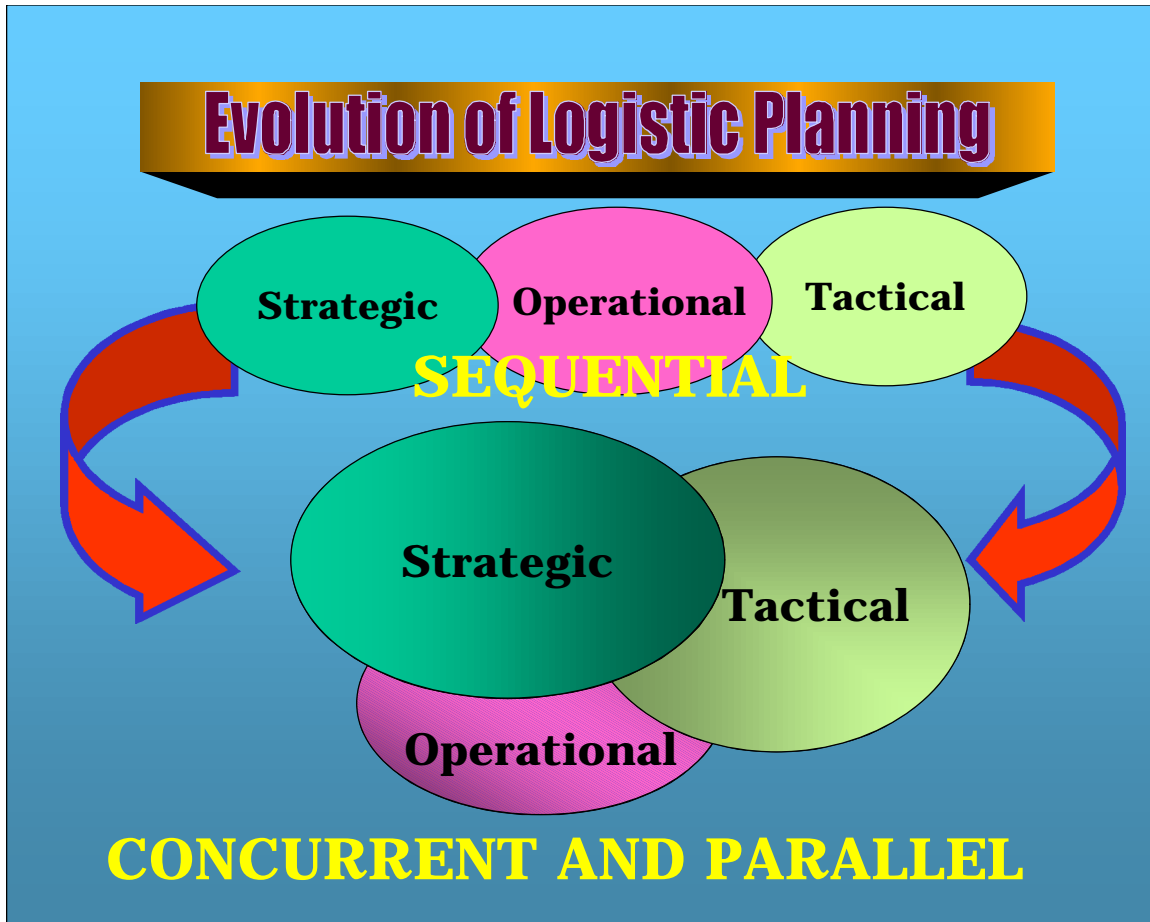 Evolution of Logistic Planning
Strategic
Operational
Tactical
SEQUENTIAL
Strategic
Tactical
Operational
CONCURRENT AND PARALLEL